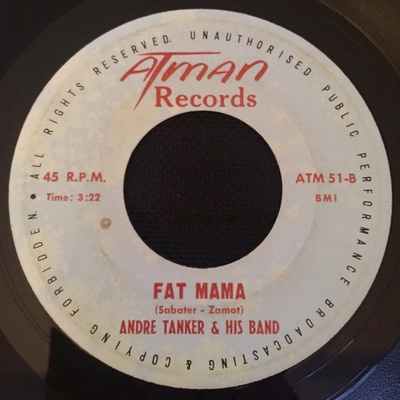 ALL RIGHTS RESERVED. UNAUTHORISED PUBLIC PERFORMANCE BROADCASTING & COPYING FORBIDDEN •
ATMAN
Records
45 R.P.M.
ATM 51-B
Time: 3:22
BMI
FAT MAMA
(Sabater - Zamot)
ANDRE TANKER & HIS BAND